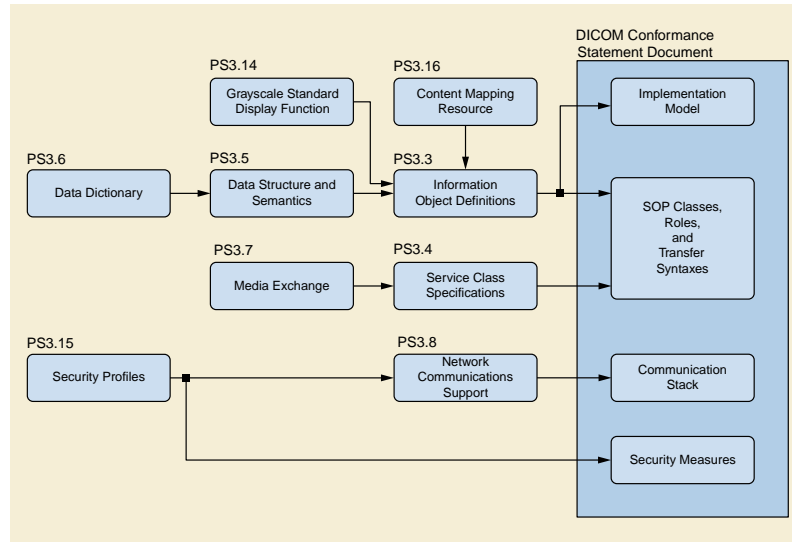 DICOM Conformance
Statement Document
PS3.14
Grayscale Standard
Display Function
PS3.16
Content Mapping
Resource
Implementation
Model
PS3.6
Data Dictionary
PS3.5
Data Structure and
Semantics
PS3.3
Information
Object Definitions
SOP Classes,
Roles,
and
Transfer
Syntaxes
PS3.7
Media Exchange
PS3.4
Service Class
Specifications
PS3.15
Security Profiles
PS3.8
Network
Communications
Support
Communication
Stack
Security Measures